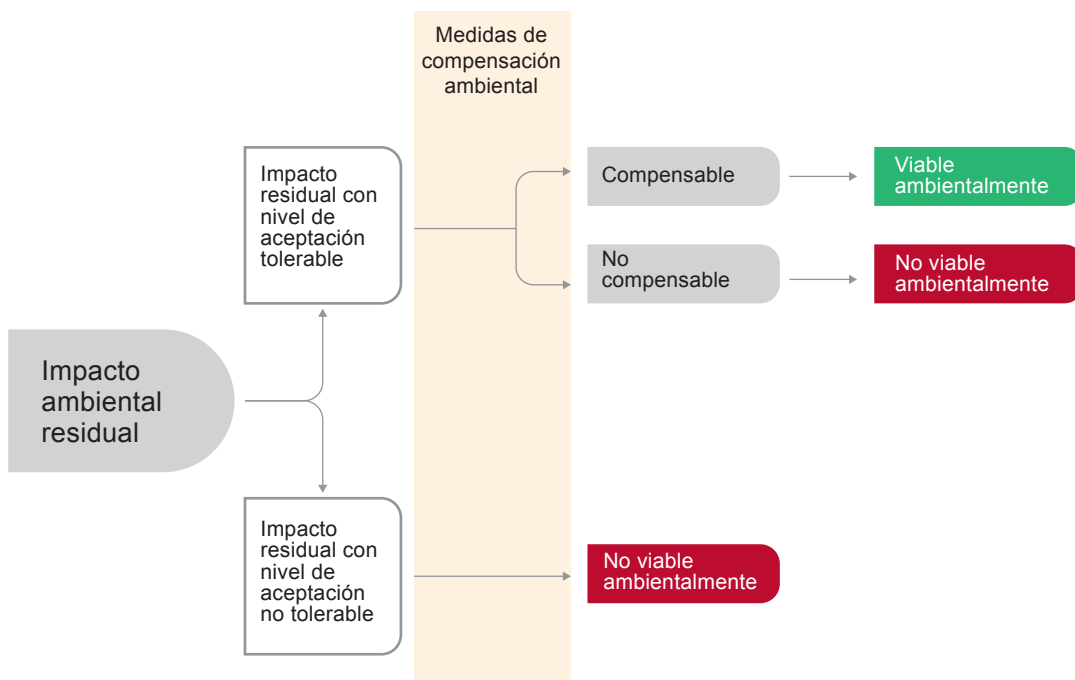 Medidas de
compensación
ambiental
Impacto
residual con
nivel de
aceptación
tolerable
Compensable
Viable
ambientalmente
No
compensable
No viable
ambientalmente
Impacto
ambiental
residual
Impacto
residual con
nivel de
aceptación
no tolerable
No viable
ambientalmente